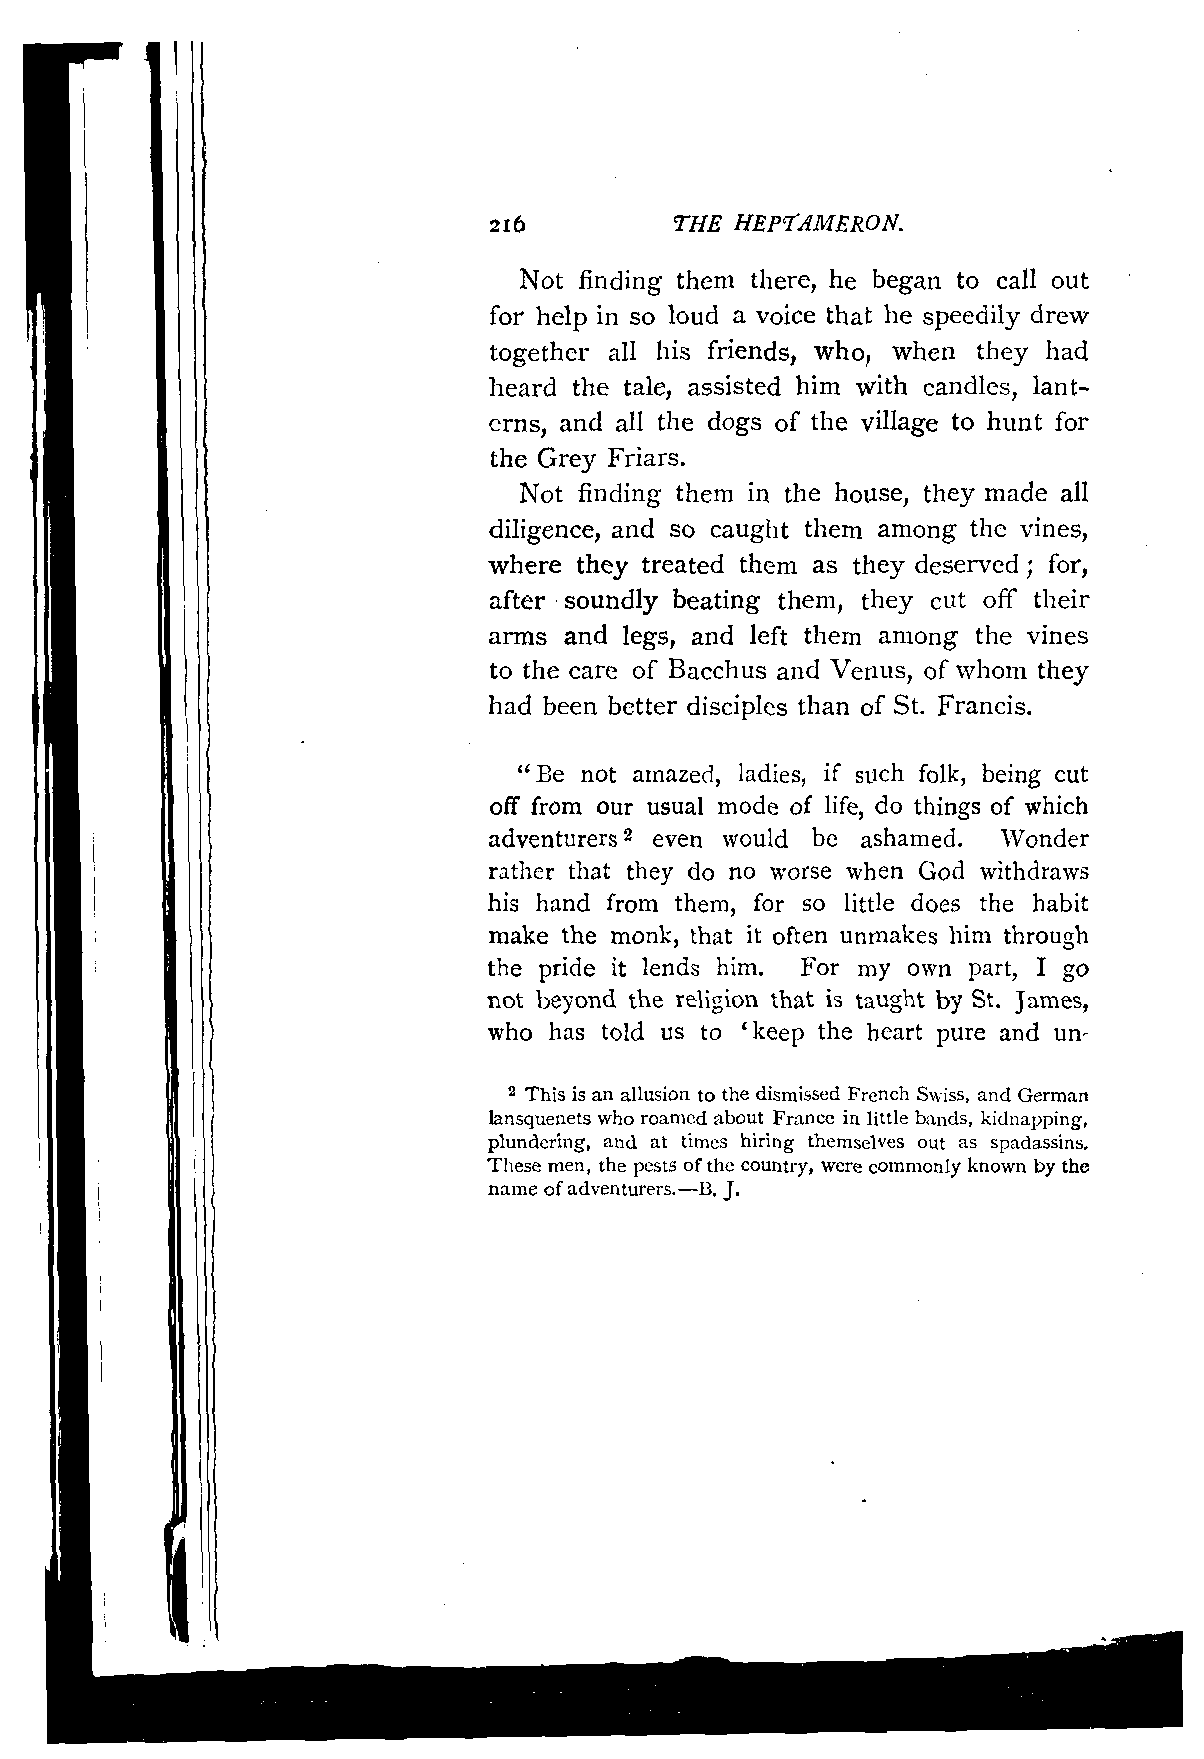 216 THE HEPTAMERON.
Not finding them there, he began to call out
for help in so loud a voice that he speedily drew
together all his friends, who, when they had
heard the tale, assisted him with candles, lant-
erns, and all the dogs of the village to hunt for
the Grey Friars.
Not finding them in the house, they made all
diligence, and so caught them among the vines,
where they treated them as they deserved ; for,
after soundly beating them, they cut off their
arms and legs, and left them among the vines
to the care of Bacchus and Venus, of whom they
had been better disciples than of St. Francis.
“Be not amazed, ladies, if such folk, being cut
off from our usual mode of life, do things of which
adventurers ² even would be ashamed. Wonder
rather that they do no worse when God withdraws
his hand from them, for so little does the habit
make the monk, that it often unmakes him through
the pride it lends him. For my own part, I go
not beyond the religion that is taught by St. James,
who has told us to ‘keep the heart pure and un-
² This is an allusion to the dismissed French Swiss, and German
lansquenets who roamed about France in little bands, kidnapping,
plundering, and at times hiring themselves out as spadassins.
These men, the pests of the country, were commonly known by the
name of adventurers.—B. J.